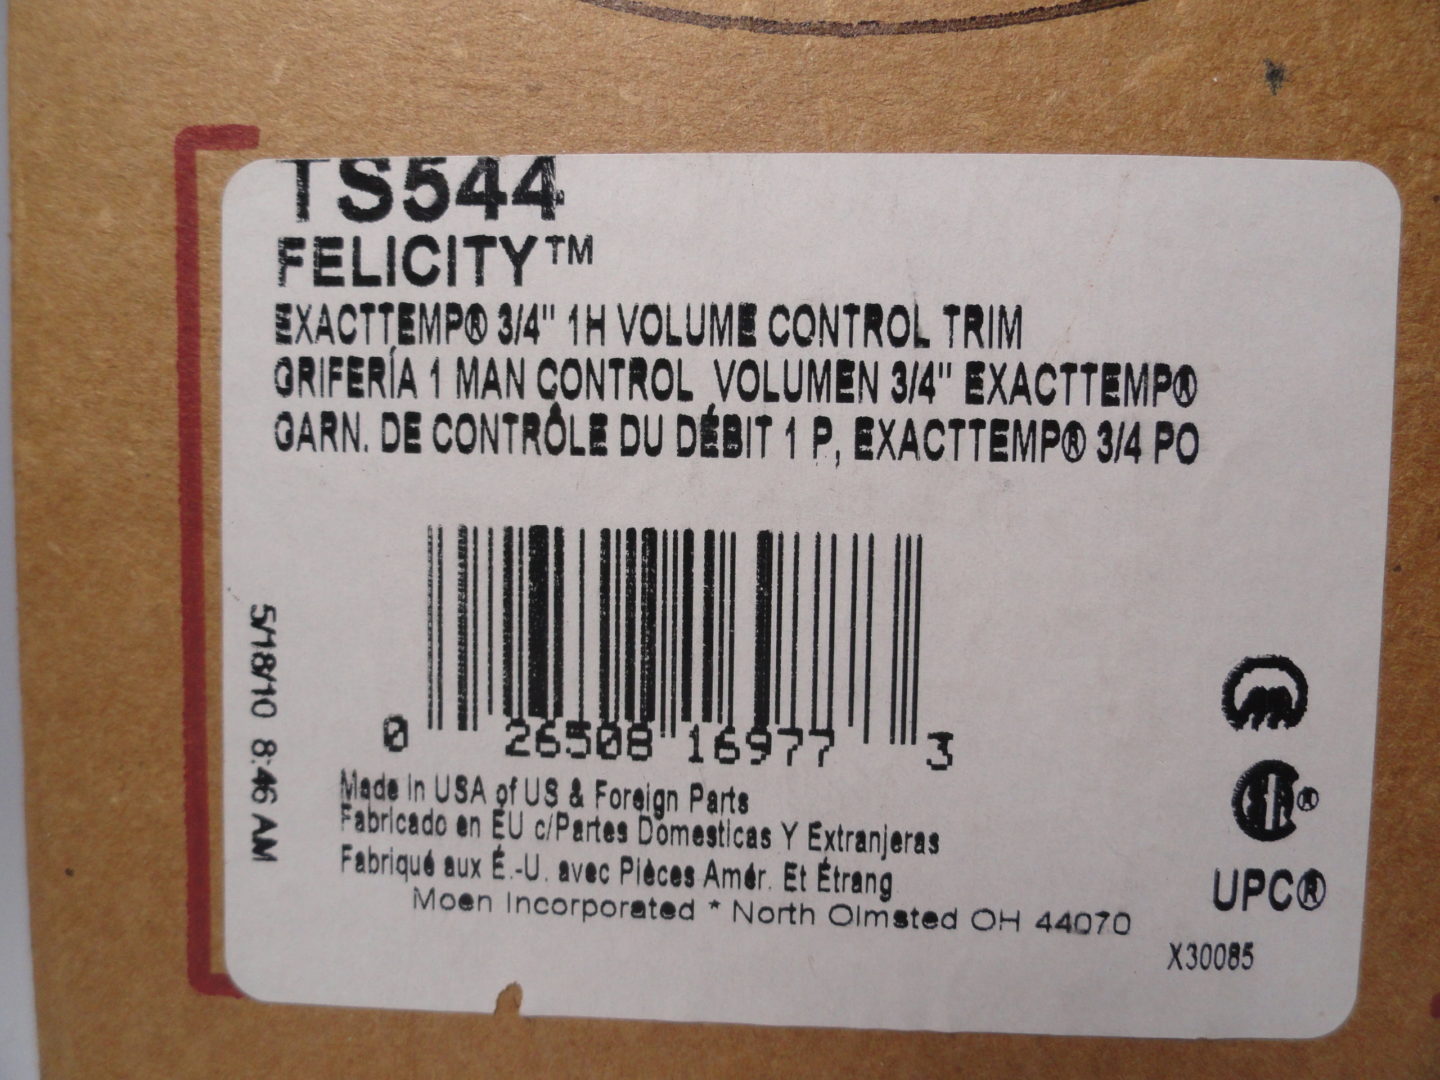 TS544
FELICITY™
EXACTTEMP® 3/4" 1H VOLUME CONTROL TRIM
GRIFERÍA 1 MAN CONTROL VOLUMEN 3/4" EXACTTEMP®
GARN. DE CONTRÔLE DU DÉBIT 1 P, EXACTTEMP® 3/4 PO
5/18/10 8:46 AM
0 26508 16977 3
Made in USA of US & Foreign Parts
Fabricado en EU c/Partes Domesticas Y Extranjeras
Fabriqué aux É.-U. avec Pièces Amér. Et Étrang
Moen Incorporated * North Olmsted OH 44070
SA®
UPC®
X30085